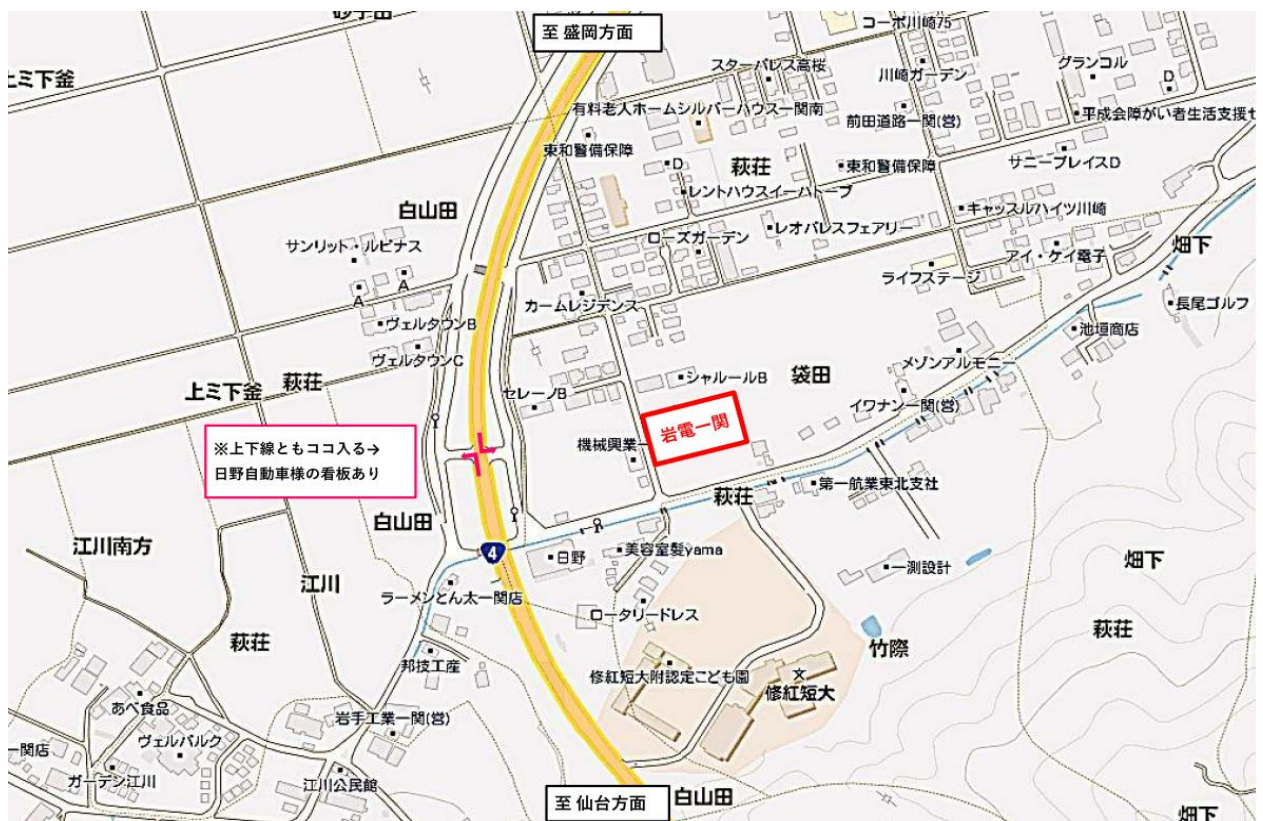 至 盛岡方面
コーポ川崎75
上ミ下釜
スターパレス高桜
川崎ガーデン
グランコル
D
有料老人ホームシルバーハウス一関南
前田道路一関(営)
平成会障がい者生活支援セ
東和警備保障
D
萩荘
東和警備保障
サニープレイスD
レントハウスイーハトーブ
白山田
キャッスルハイツ川崎
サンリット・ルピナス
ローズガーデン
レオパレスフェアリー
アイ・ケイ電子
畑下
ライフステージ
A
A
カームレジデンス
長尾ゴルフ
ヴェルタウンB
池垣商店
ヴェルタウンC
メゾンアルモニー
上ミ下釜
萩荘
セレーノB
シャルールB
袋田
イワナン一関(営)
岩電一関
※上下線ともココ入る→
日野自動車様の看板あり
機械興業
第一航業東北支社
萩荘
白山田
江川南方
4
日野
美容室髪yama
一測設計
畑下
江川
ラーメンとん太一関店
ロータリードレス
萩荘
萩荘
竹際
邦技工産
修紅短大附認定こども園
修紅短大
あべ食品
岩手工業一関(営)
ヴェルパルク
一関店
ガーデン江川
江川公民館
至 仙台方面
白山田
畑下